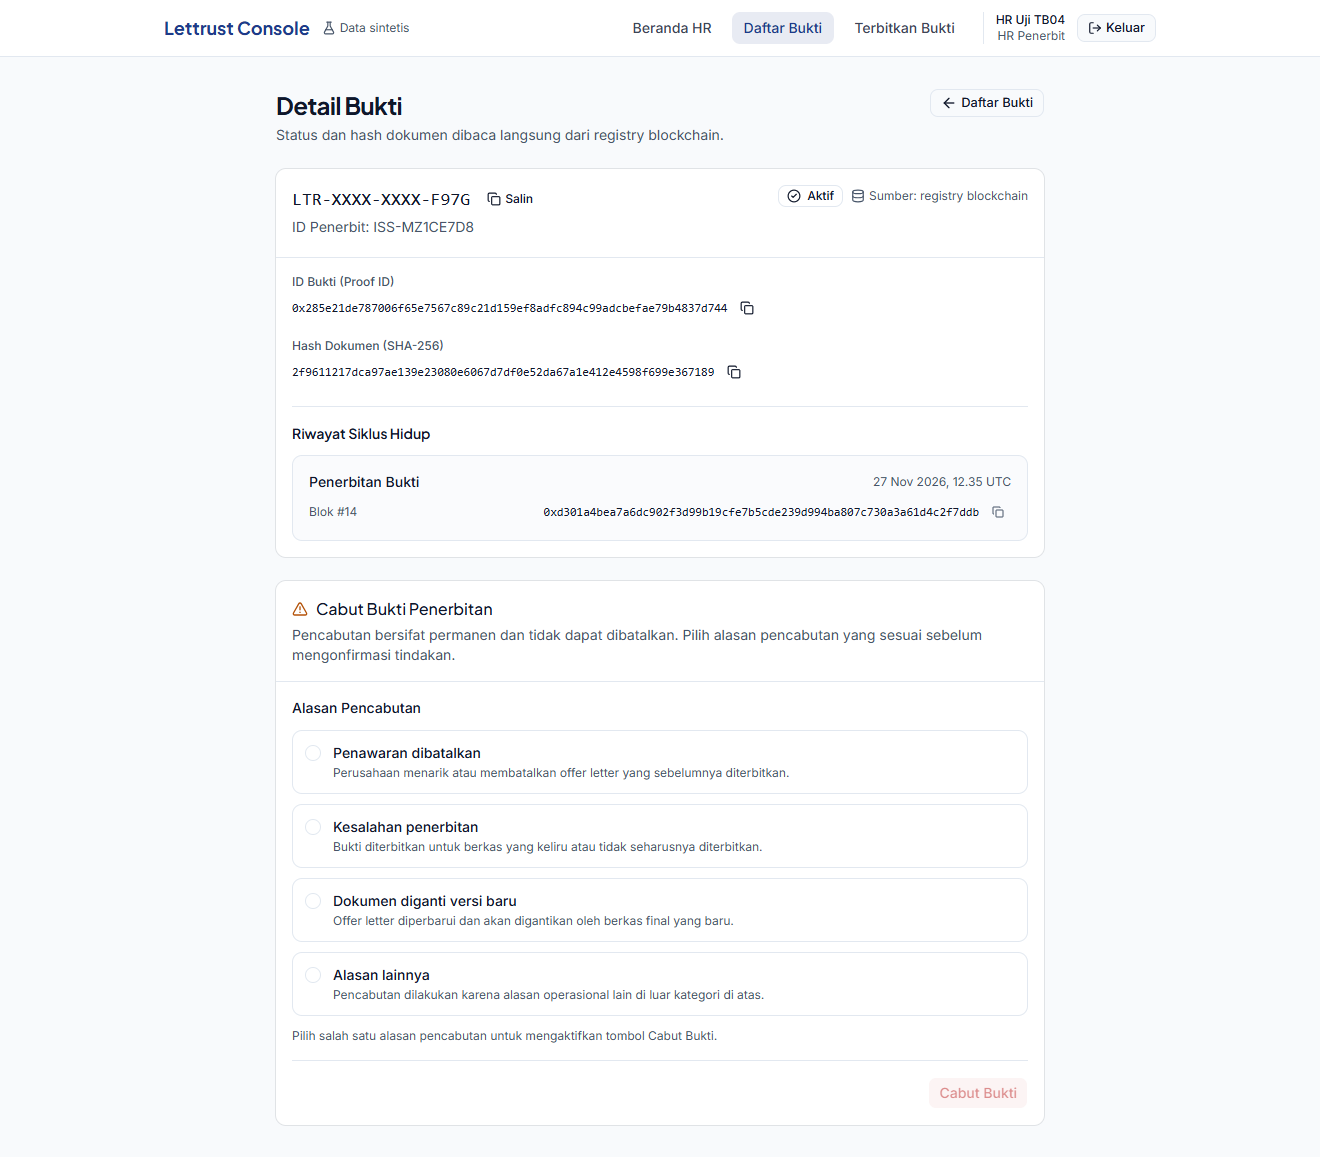 Lettrust Console
Data sintetis
Beranda HR
Daftar Bukti
Terbitkan Bukti
HR Uji TB04
HR Penerbit
Keluar
Detail Bukti
Daftar Bukti
Status dan hash dokumen dibaca langsung dari registry blockchain.
LTR-XXXX-XXXX-F97G
Salin
Aktif
Sumber: registry blockchain
ID Penerbit: ISS-MZ1CE7D8
ID Bukti (Proof ID)
0x285e21de787006f65e7567c89c21d159ef8adfc894c99adcbefae79b4837d744
Hash Dokumen (SHA-256)
2f9611217dca97ae139e23080e6067d7df0e52da67a1e412e4598f699e367189
Riwayat Siklus Hidup
Penerbitan Bukti
27 Nov 2026, 12.35 UTC
Blok #14
0xd301a4bea7a6dc902f3d99b19cfe7b5cde239d994ba807c730a3a61d4c2f7ddb
Cabut Bukti Penerbitan
Pencabutan bersifat permanen dan tidak dapat dibatalkan. Pilih alasan pencabutan yang sesuai sebelum
mengonfirmasi tindakan.
Alasan Pencabutan
Penawaran dibatalkan
Perusahaan menarik atau membatalkan offer letter yang sebelumnya diterbitkan.
Kesalahan penerbitan
Bukti diterbitkan untuk berkas yang keliru atau tidak seharusnya diterbitkan.
Dokumen diganti versi baru
Offer letter diperbarui dan akan digantikan oleh berkas final yang baru.
Alasan lainnya
Pencabutan dilakukan karena alasan operasional lain di luar kategori di atas.
Pilih salah satu alasan pencabutan untuk mengaktifkan tombol Cabut Bukti.
Cabut Bukti